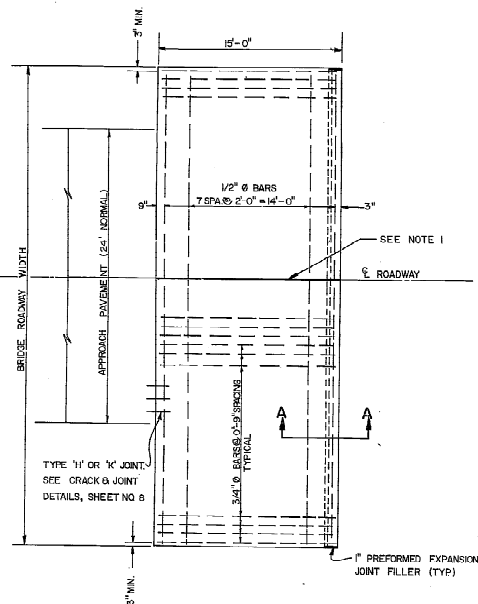 3" MIN.
15'-0"
1/2" Ø BARS
7 SPA.@ 2'-0" = 14'-0"
9"
3"
SEE NOTE 1
℄ ROADWAY
BRIDGE ROADWAY WIDTH
APPROACH PAVEMENT (24' NORMAL)
3/4" Ø BARS@ 0'-9" SPACING
TYPICAL
A A
TYPE 'H' OR 'K' JOINT.
SEE CRACK & JOINT
DETAILS, SHEET NO. 8
1" PREFORMED EXPANSION
JOINT FILLER (TYP.)
3" MIN.